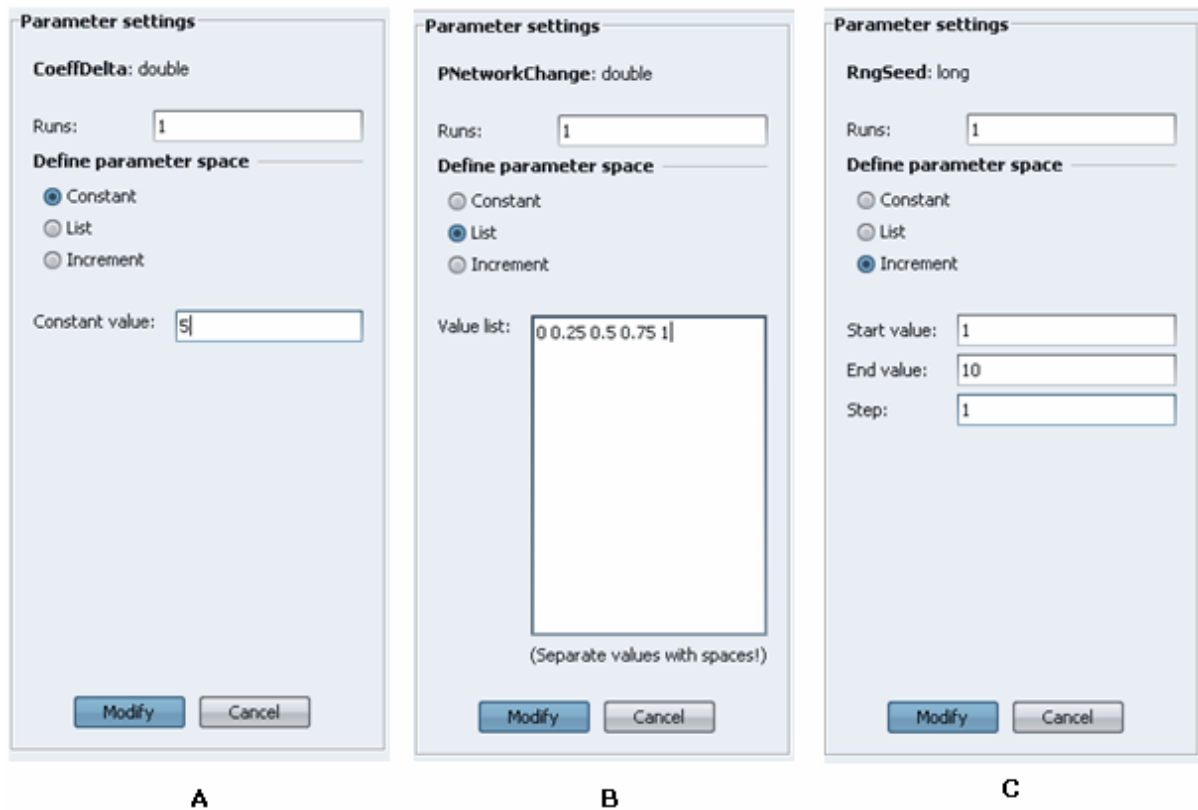 Parameter settings
CoeffDelta: double
Runs: 1
Define parameter space
Constant
List
Increment
Constant value: 5
Modify Cancel
A
Parameter settings
PNetworkChange: double
Runs: 1
Define parameter space
Constant
List
Increment
Value list: 0 0.25 0.5 0.75 1
(Separate values with spaces!)
Modify Cancel
B
Parameter settings
RngSeed: long
Runs: 1
Define parameter space
Constant
List
Increment
Start value: 1
End value: 10
Step: 1
Modify Cancel
C